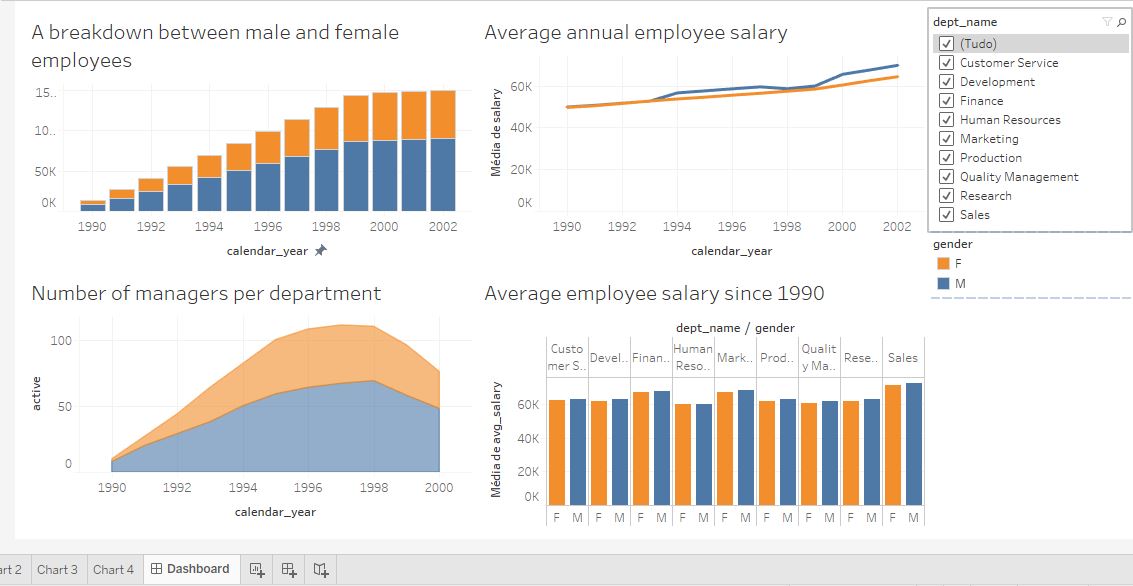 A breakdown between male and female
employees
15..
10..
50K
0K
1990 1992 1994 1996 1998 2000 2002
calendar_year
Average annual employee salary
Média de salary
60K
40K
20K
0K
1990 1992 1994 1996 1998 2000 2002
calendar_year
dept_name
(Tudo)
Customer Service
Development
Finance
Human Resources
Marketing
Production
Quality Management
Research
Sales
gender
F
M
Number of managers per department
active
100
50
0
1990 1992 1994 1996 1998 2000
calendar_year
Average employee salary since 1990
dept_name / gender
Custo
mer S..
Devel..
Finan..
Human
Reso..
Mark..
Prod..
Qualit
y Ma..
Rese..
Sales
Média de avg_salary
60K
40K
20K
0K
F M F M F M F M F M F M F M F M F M
art 2 Chart 3 Chart 4 Dashboard